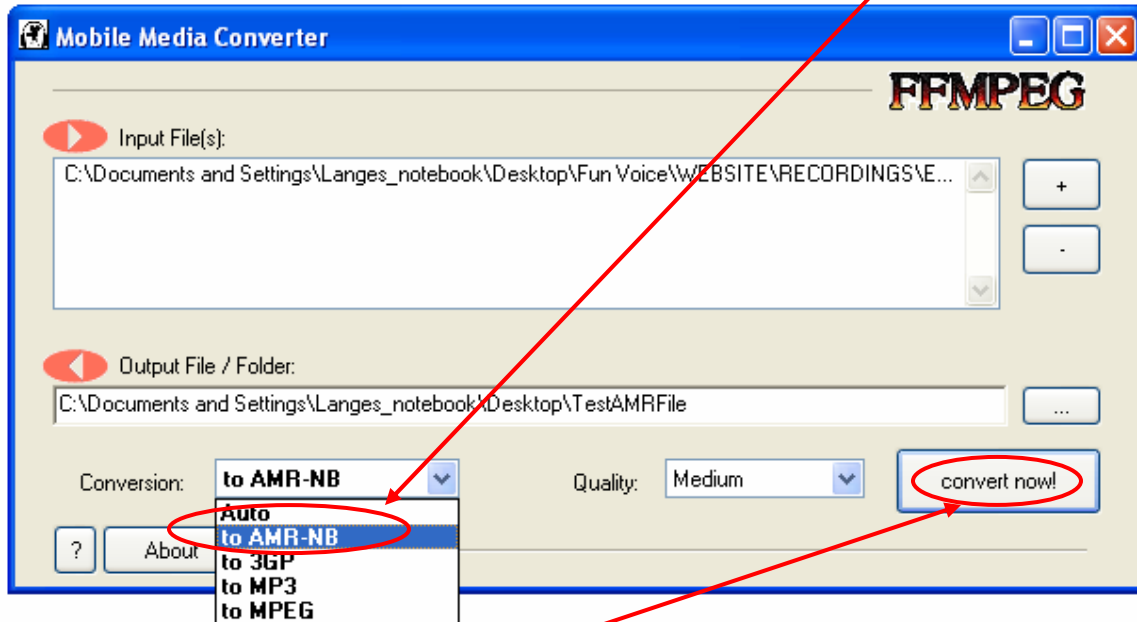 Mobile Media Converter
FFMPEG
Input File(s):
C:\Documents and Settings\Langes_notebook\Desktop\Fun Voice\WEBSITE\RECORDINGS\E...
+
-
Output File / Folder:
C:\Documents and Settings\Langes_notebook\Desktop\TestAMRFile
...
Conversion: to AMR-NB Quality: Medium convert now!
Auto
to AMR-NB
? About
to 3GP
to MP3
to MPEG